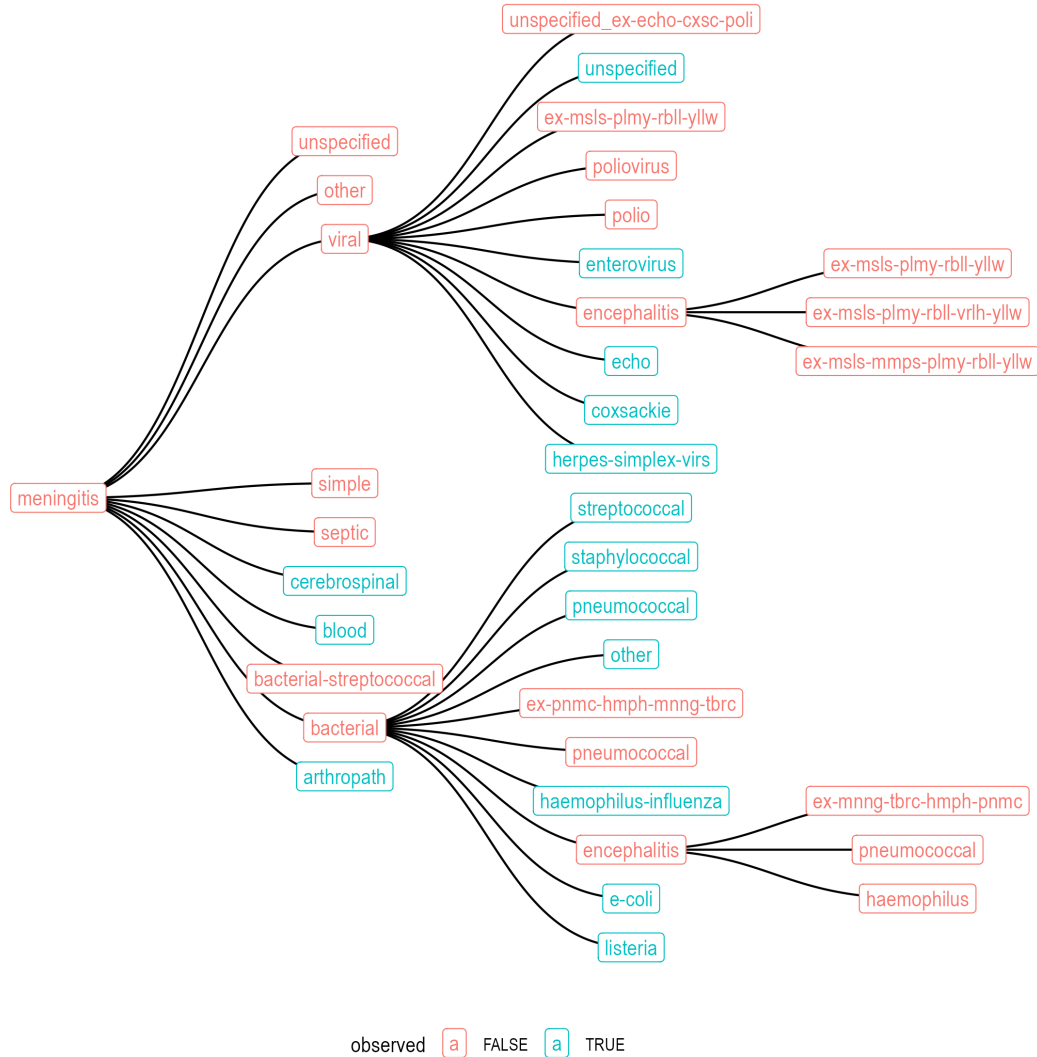 unspecified_ex-echo-cxsc-poli
unspecified
ex-msls-plmy-rbll-yllw
unspecified
poliovirus
other
polio
viral
enterovirus
ex-msls-plmy-rbll-yllw
encephalitis
ex-msls-plmy-rbll-vrlh-yllw
echo
ex-msls-mmps-plmy-rbll-yllw
coxsackie
herpes-simplex-virs
simple
meningitis
streptococcal
septic
staphylococcal
cerebrospinal
pneumococcal
blood
other
bacterial-streptococcal
ex-pnmc-hmph-mnng-tbrc
bacterial
pneumococcal
arthropath
haemophilus-influenza
ex-mnng-tbrc-hmph-pnmc
encephalitis
pneumococcal
e-coli
haemophilus
listeria
observed a FALSE a TRUE